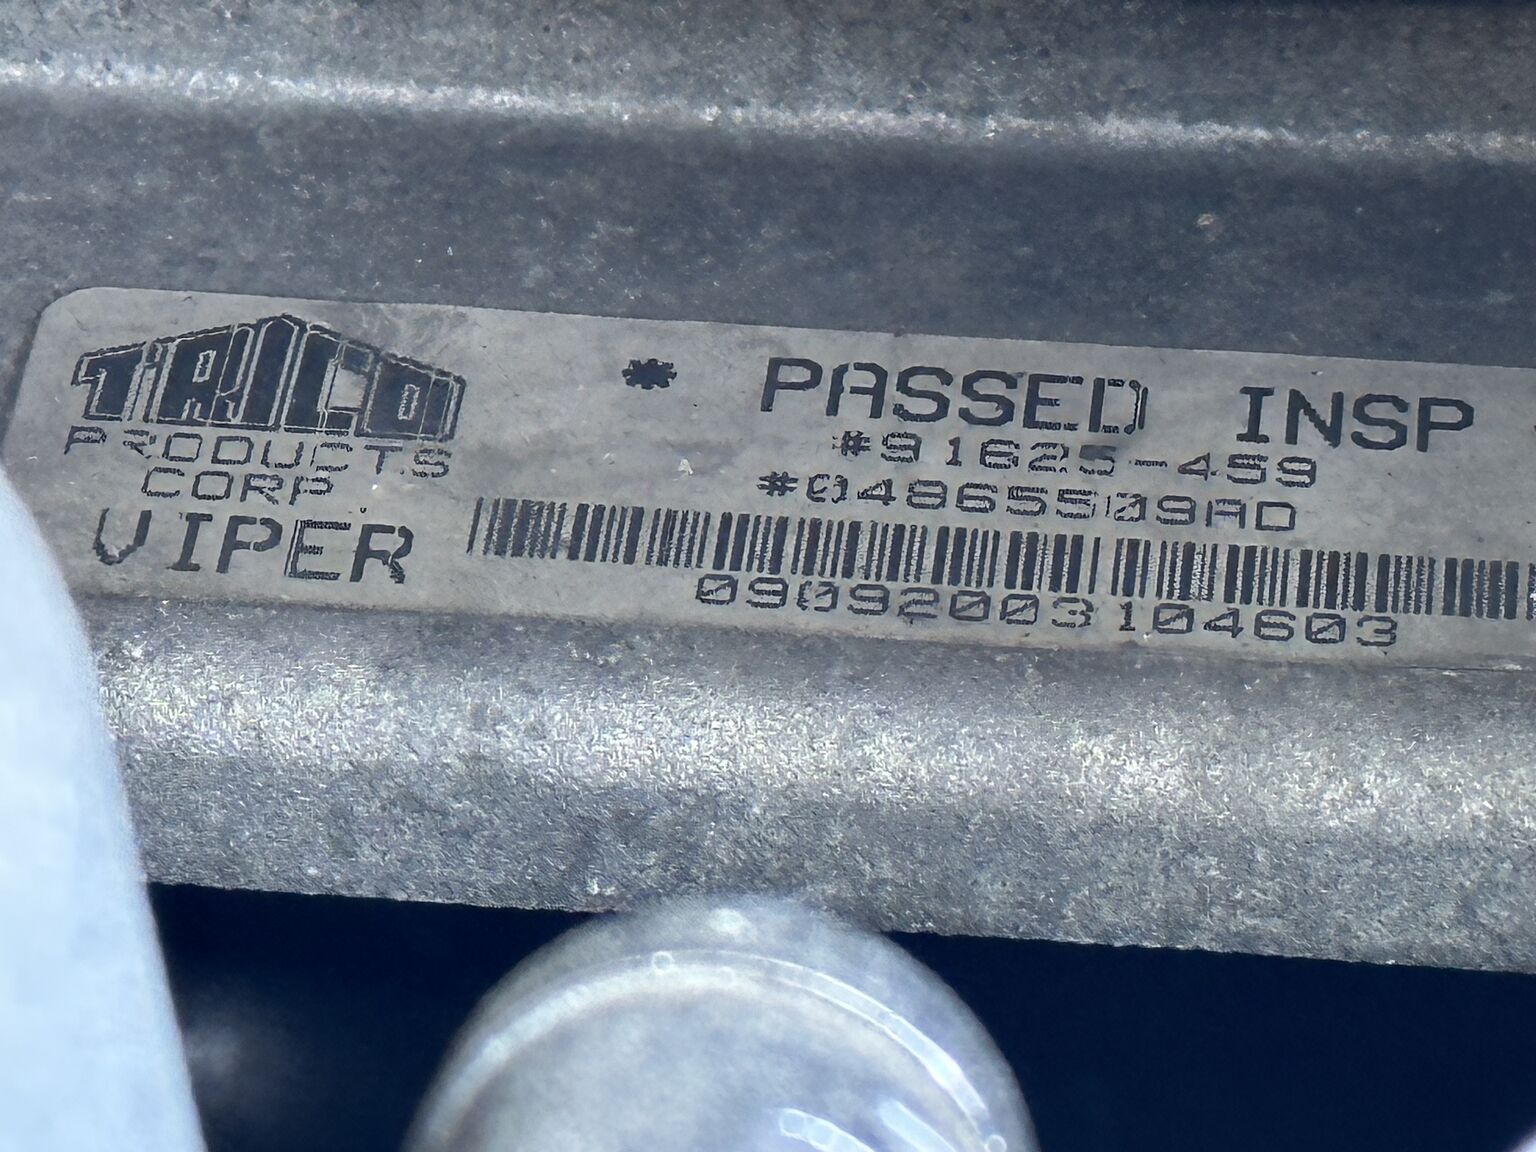 TRICO
PRODUCTS
CORP.
VIPER
* PASSED INSP
#91625-459
#04865509AD
09092003104603